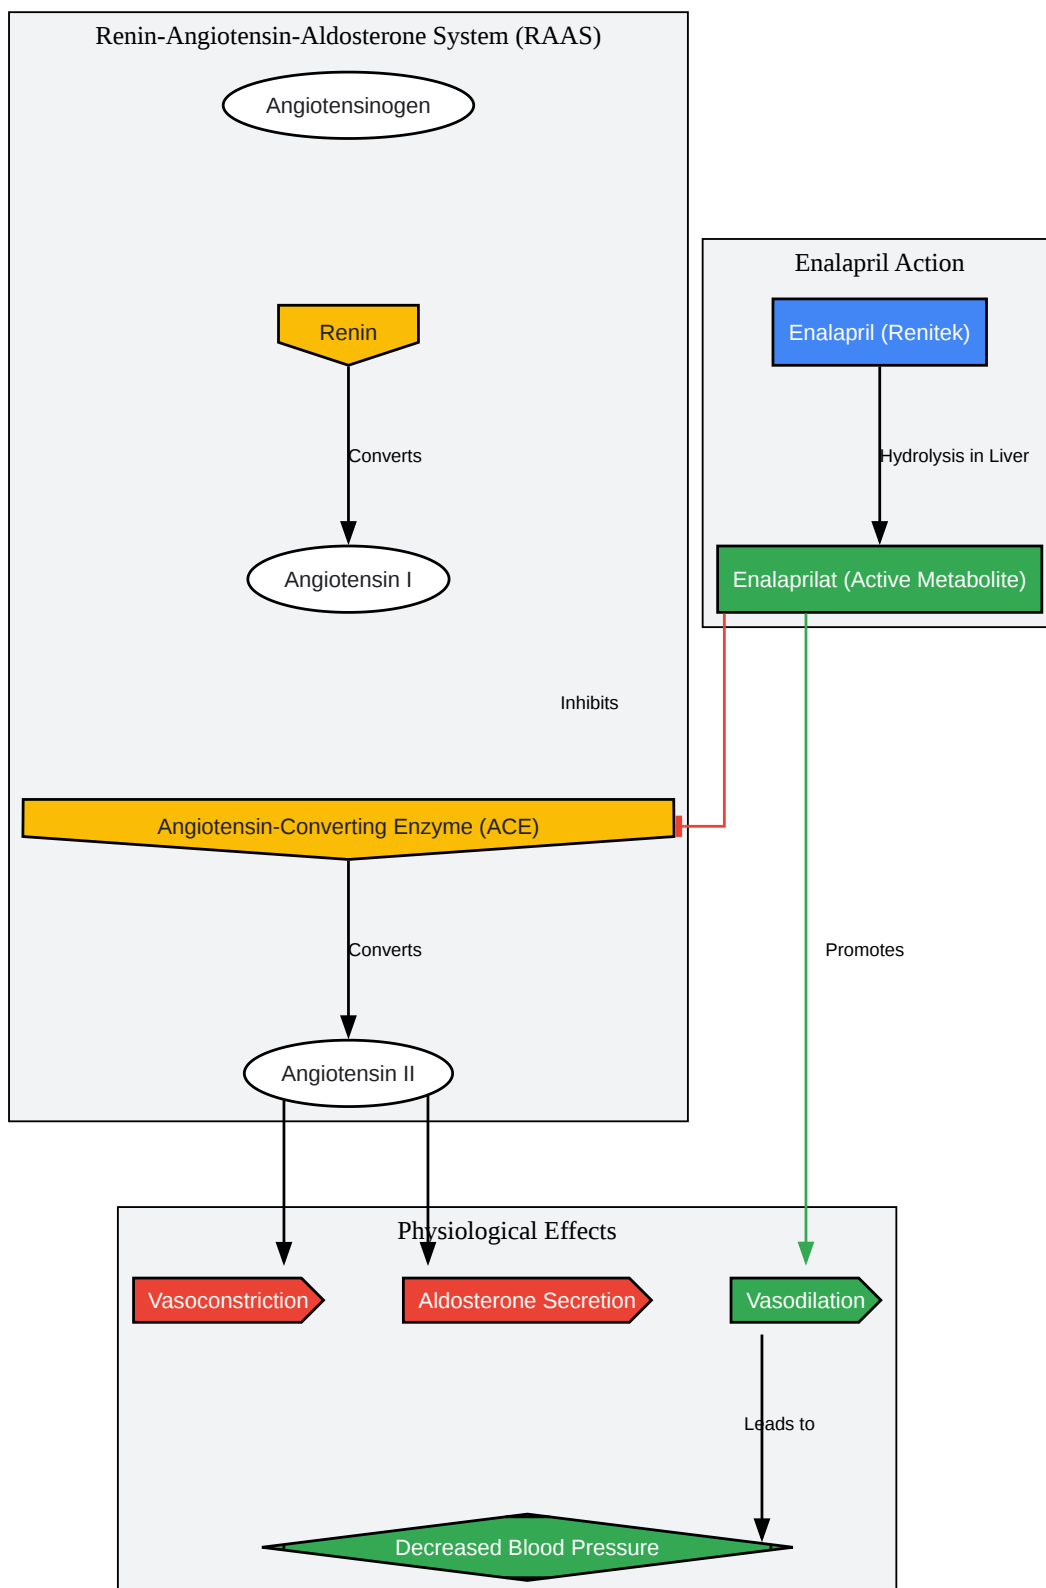 Renin-Angiotensin-Aldosterone System (RAAS)
Angiotensinogen
Enalapril Action
Renin
Enalapril (Renitek)
Converts
Hydrolysis in Liver
Angiotensin I
Enalaprilat (Active Metabolite)
Inhibits
Angiotensin-Converting Enzyme (ACE)
Converts
Promotes
Angiotensin II
Physiological Effects
Vasoconstriction
Aldosterone Secretion
Vasodilation
Leads to
Decreased Blood Pressure